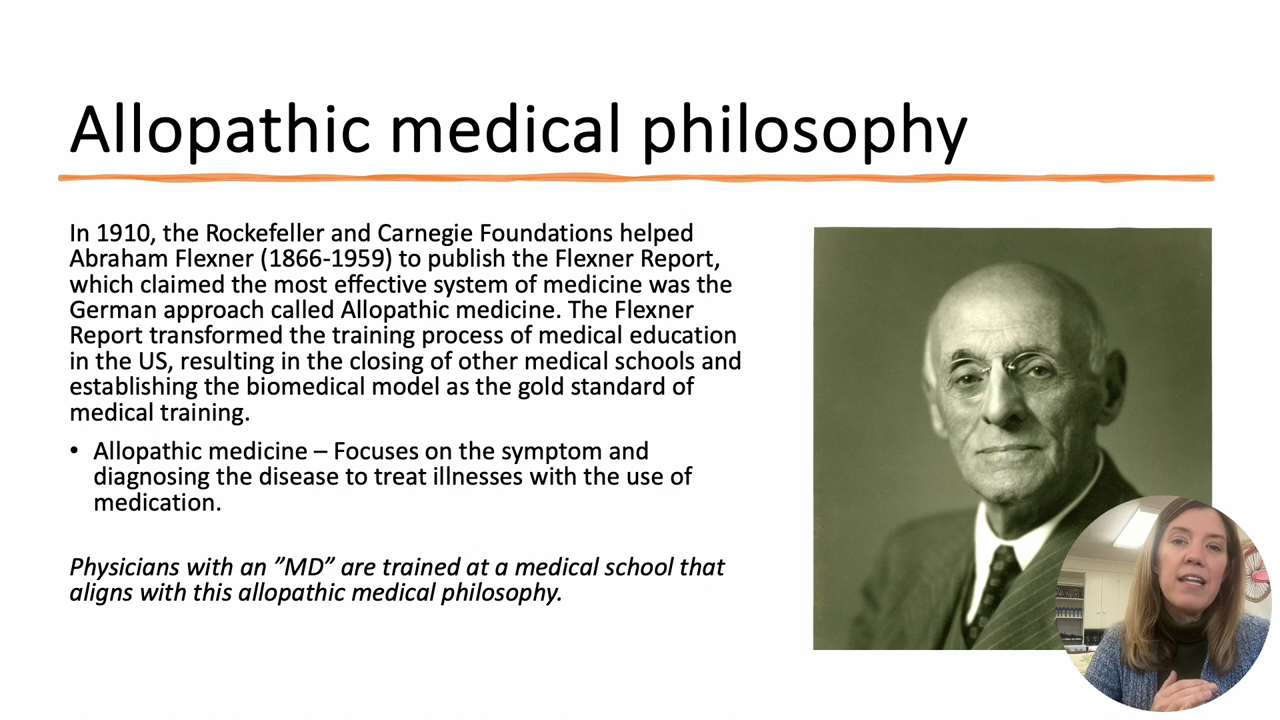 Allopathic medical philosophy
In 1910, the Rockefeller and Carnegie Foundations helped
Abraham Flexner (1866-1959) to publish the Flexner Report,
which claimed the most effective system of medicine was the
German approach called Allopathic medicine. The Flexner
Report transformed the training process of medical education
in the US, resulting in the closing of other medical schools and
establishing the biomedical model as the gold standard of
medical training.
• Allopathic medicine – Focuses on the symptom and
diagnosing the disease to treat illnesses with the use of
medication.
Physicians with an ”MD” are trained at a medical school that
aligns with this allopathic medical philosophy.